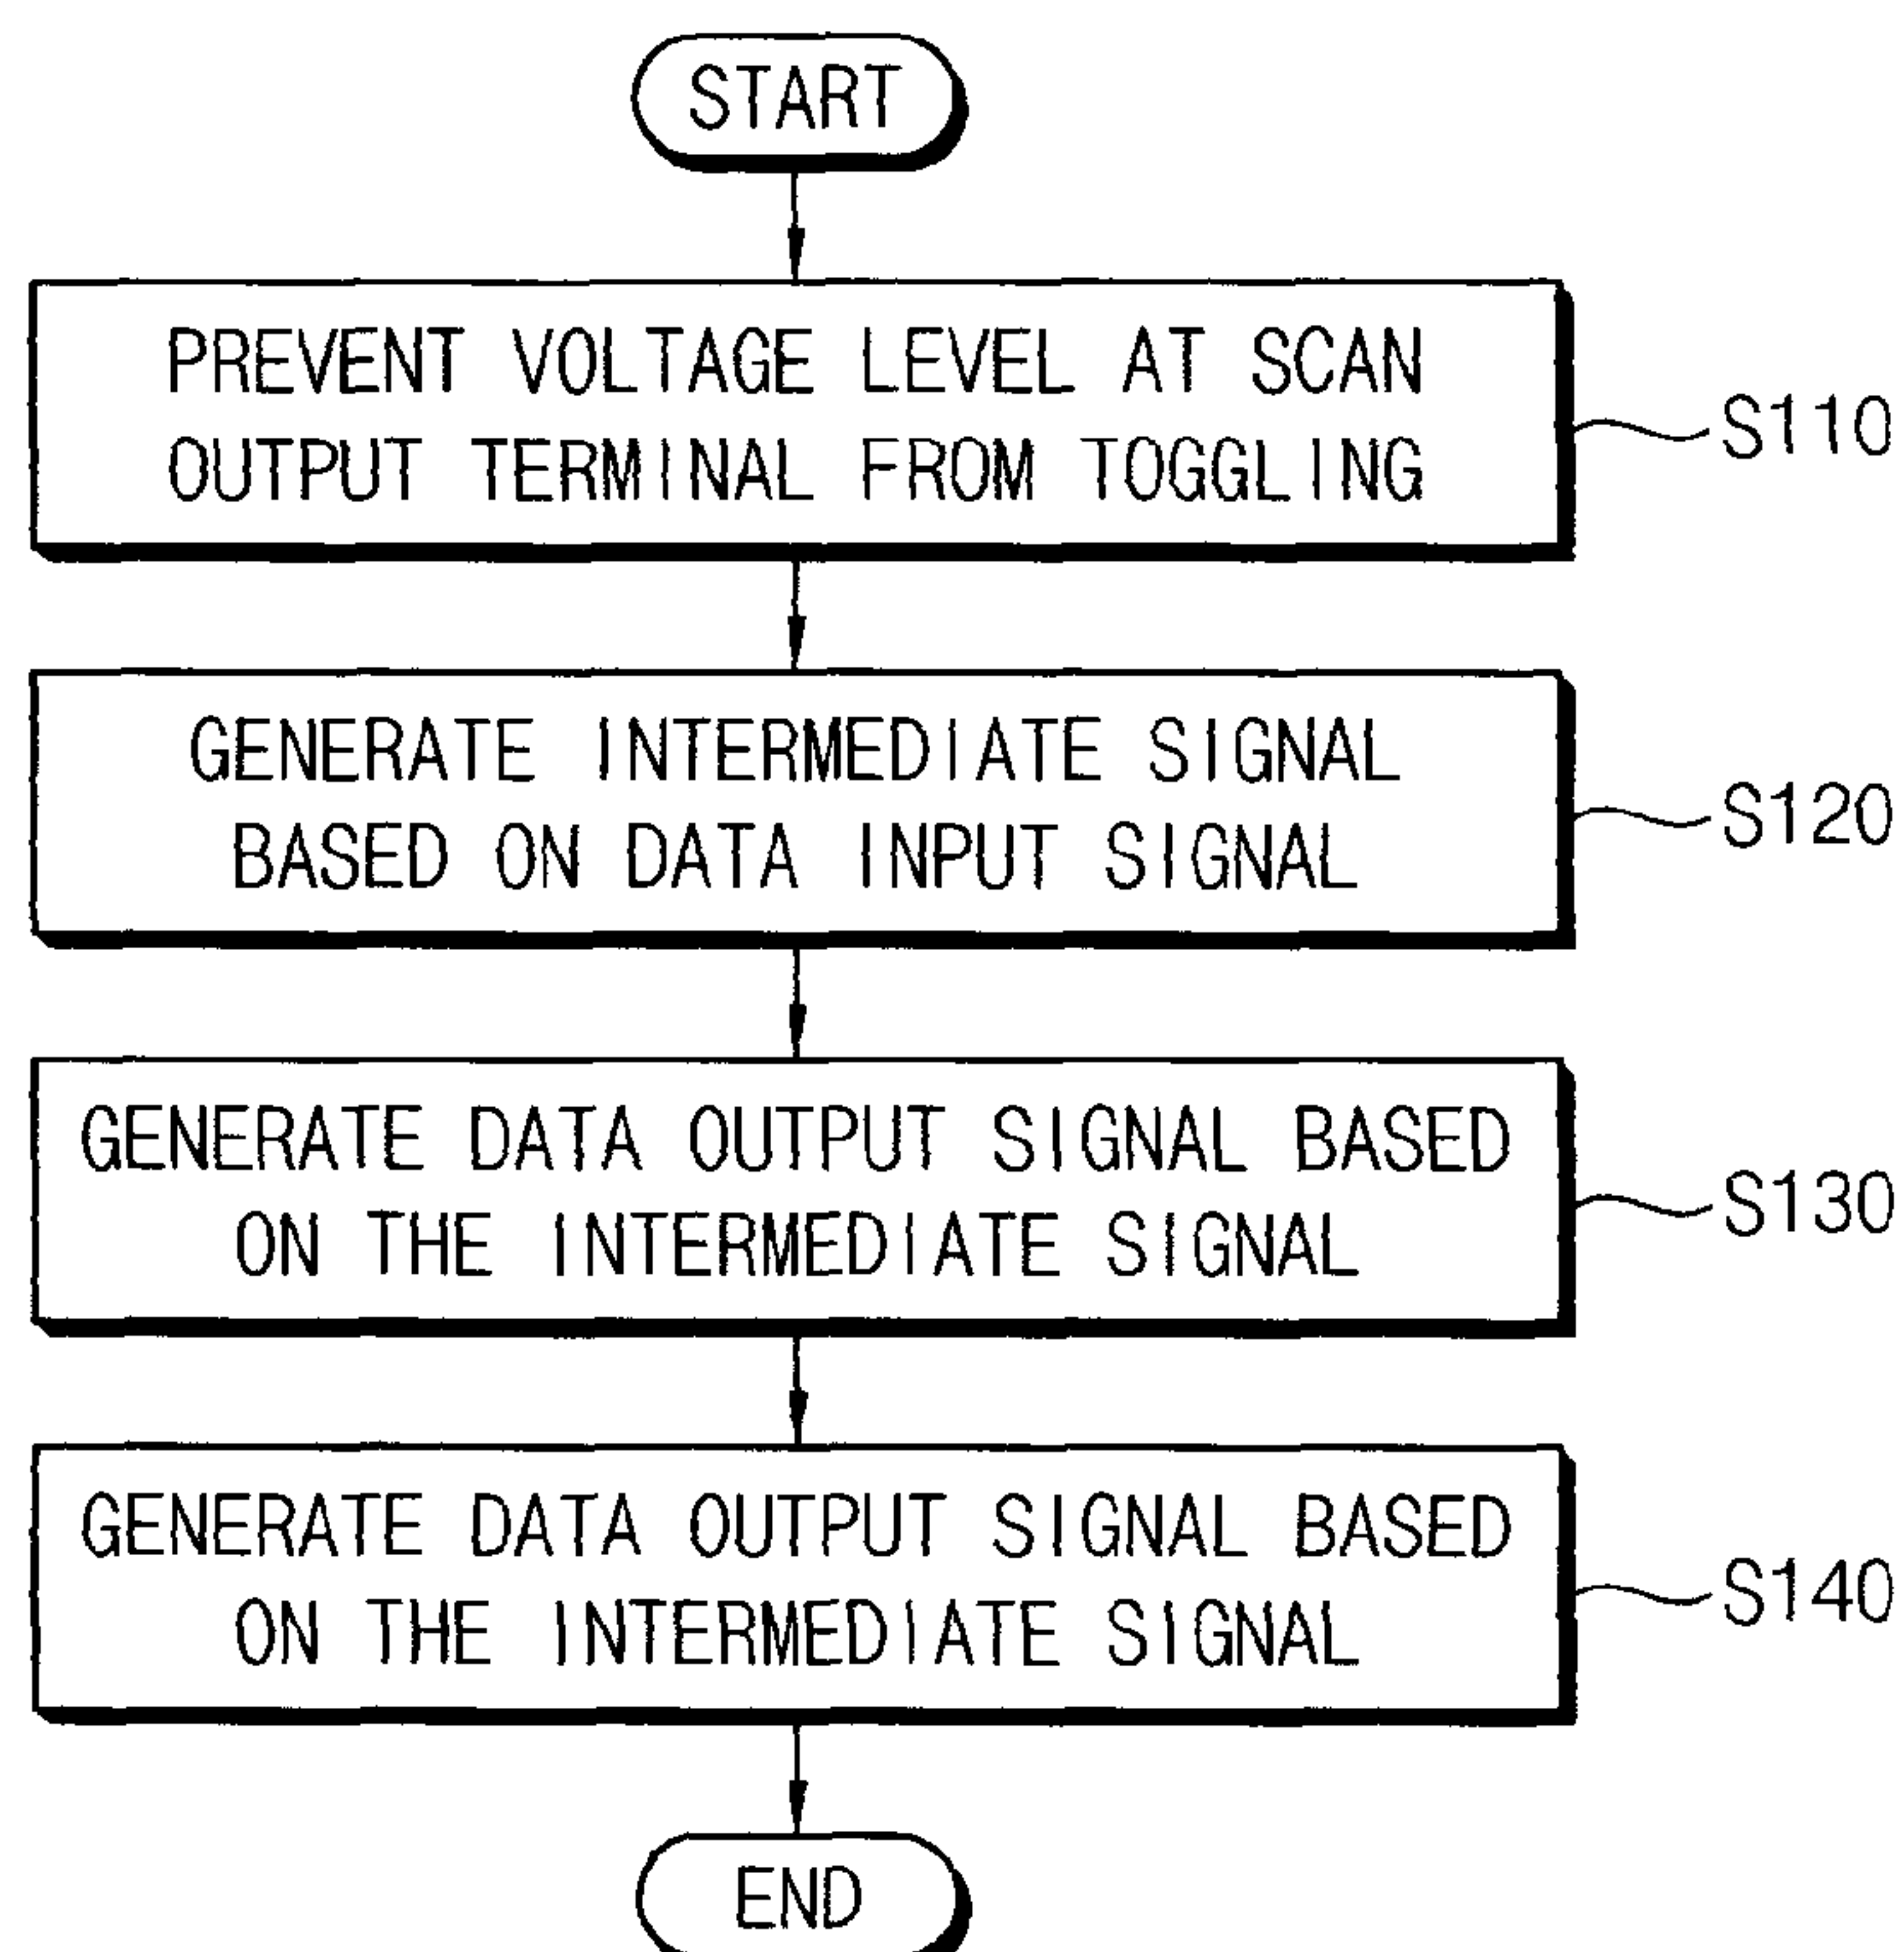 START
PREVENT VOLTAGE LEVEL AT SCAN
OUTPUT TERMINAL FROM TOGGLING
S110
GENERATE INTERMEDIATE SIGNAL
BASED ON DATA INPUT SIGNAL
S120
GENERATE DATA OUTPUT SIGNAL BASED
ON THE INTERMEDIATE SIGNAL
S130
GENERATE DATA OUTPUT SIGNAL BASED
ON THE INTERMEDIATE SIGNAL
S140
END